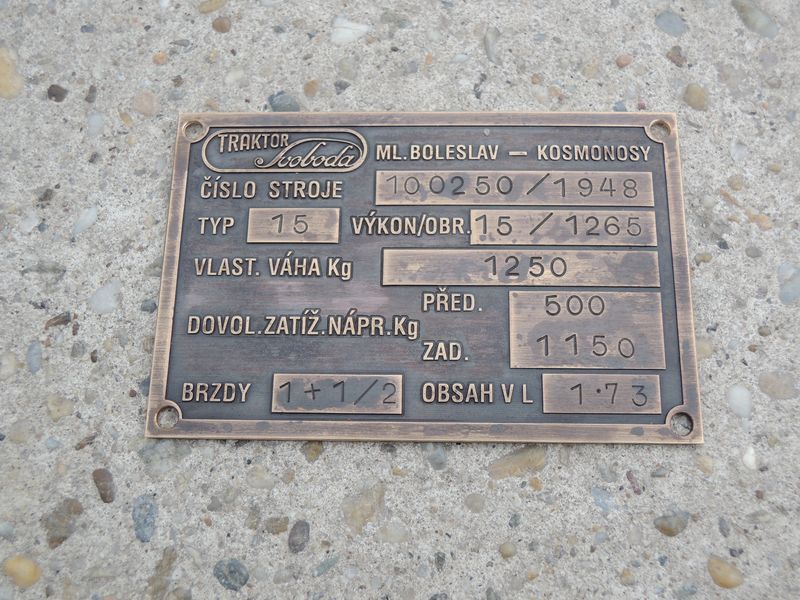 TRAKTOR Svoboda ML. BOLESLAV — KOSMONOSY
ČÍSLO STROJE 100250/1948
TYP 15 VÝKON/OBR. 15 / 1265
VLAST. VÁHA Kg 1250
DOVOL.ZATÍŽ.NÁPR.Kg PŘED. 500
ZAD. 1150
BRZDY 1+1/2 OBSAH V L 1·73